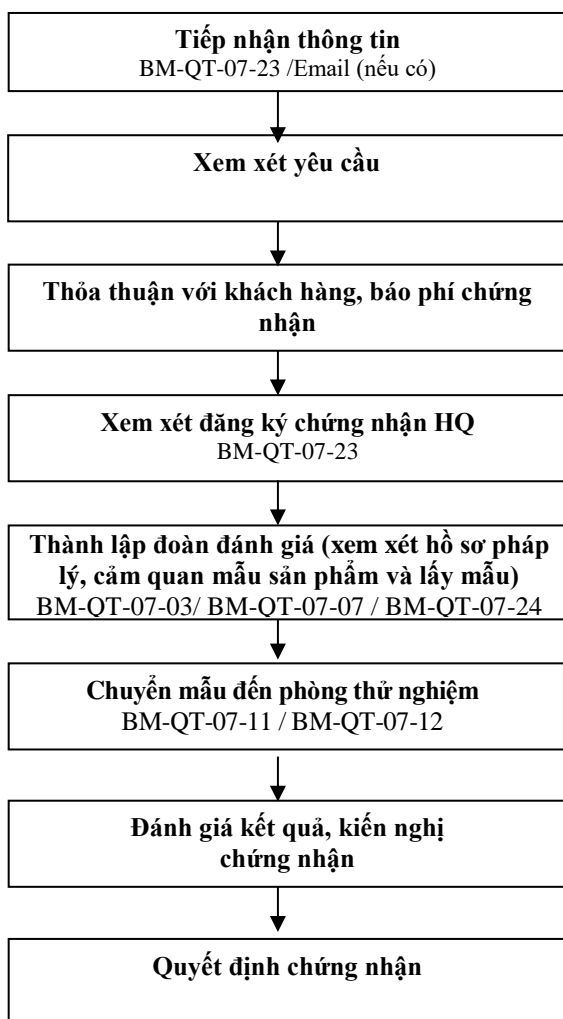 Tiếp nhận thông tin
BM-QT-07-23 /Email (nếu có)
Xem xét yêu cầu
Thỏa thuận với khách hàng, báo phí chứng
nhận
Xem xét đăng ký chứng nhận HQ
BM-QT-07-23
Thành lập đoàn đánh giá (xem xét hồ sơ pháp
lý, cảm quan mẫu sản phẩm và lấy mẫu)
BM-QT-07-03/ BM-QT-07-07 / BM-QT-07-24
Chuyển mẫu đến phòng thử nghiệm
BM-QT-07-11 / BM-QT-07-12
Đánh giá kết quả, kiến nghị
chứng nhận
Quyết định chứng nhận